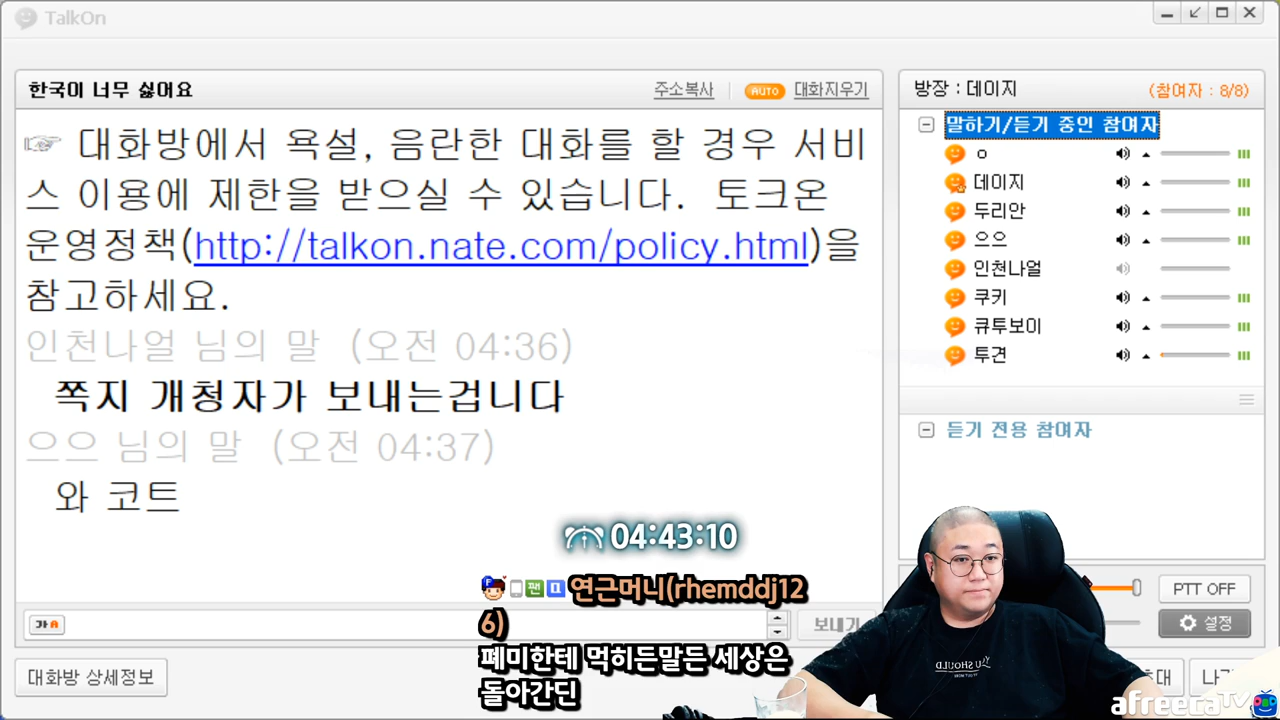 TalkOn
한국이 너무 싫어요
주소복사
AUTO
대화지우기
☞ 대화방에서 욕설, 음란한 대화를 할 경우 서비
스 이용에 제한을 받으실 수 있습니다. 토크온
운영정책(http://talkon.nate.com/policy.html)을
참고하세요.
인천나얼 님의 말 (오전 04:36)
쪽지 개청자가 보내는겁니다
으으 님의 말 (오전 04:37)
와 코트
04:43:10
팬
연근머니(rhemddj12
6)
폐미한테 먹히든말든 세상은
돌아간딘
가A
보내기
대화방 상세정보
방장 : 데이지
(참여자 : 8/8)
말하기/듣기 중인 참여자
ㅇ
데이지
두리안
으으
인천나얼
쿠키
큐투보이
투견
듣기 전용 참여자
PTT OFF
설정
afreecaTV